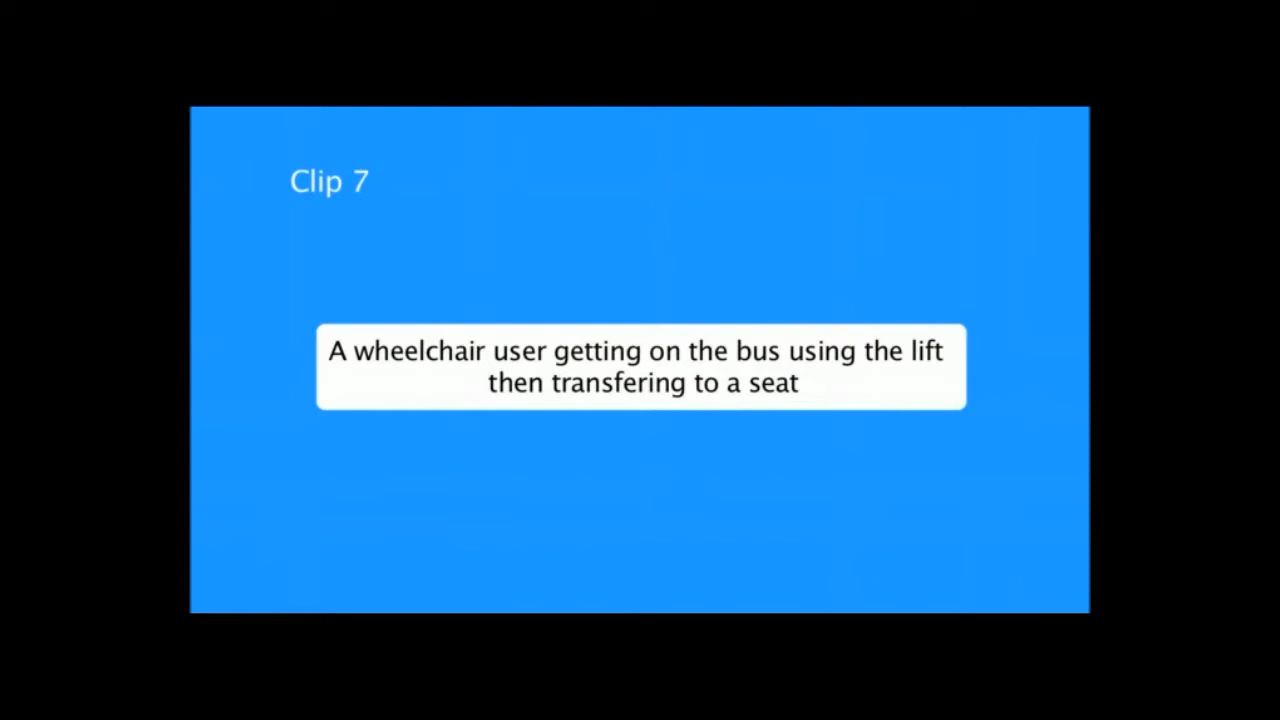 Clip 7
A wheelchair user getting on the bus using the lift
then transfering to a seat